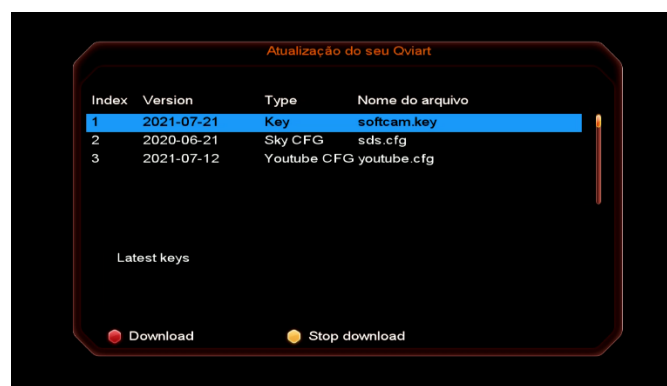 Atualização do seu Qviart
Index Version Type Nome do arquivo
1 2021-07-21 Key softcam.key
2 2020-06-21 Sky CFG sds.cfg
3 2021-07-12 Youtube CFG youtube.cfg
Latest keys
Download Stop download